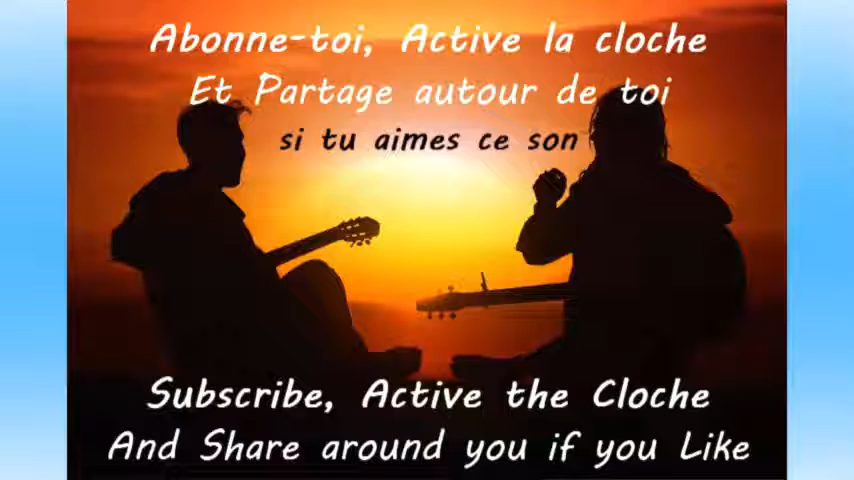 Abonne-toi, Active la cloche
Et Partage autour de toi
si tu aimes ce son
Subscribe, Active the Cloche
And Share around you if you Like